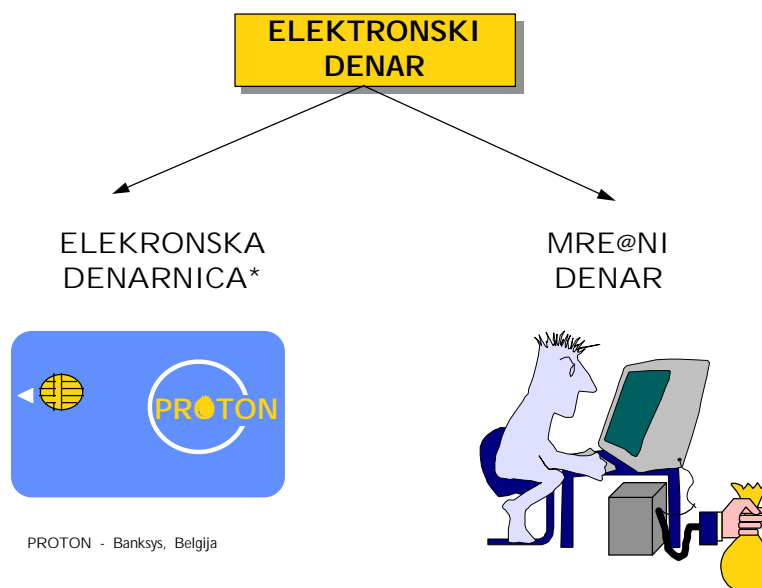 ELEKTRONSKI
DENAR
ELEKRONSKA
DENARNICA*
MRE@NI
DENAR
PROTON
PROTON - Banksys, Belgija